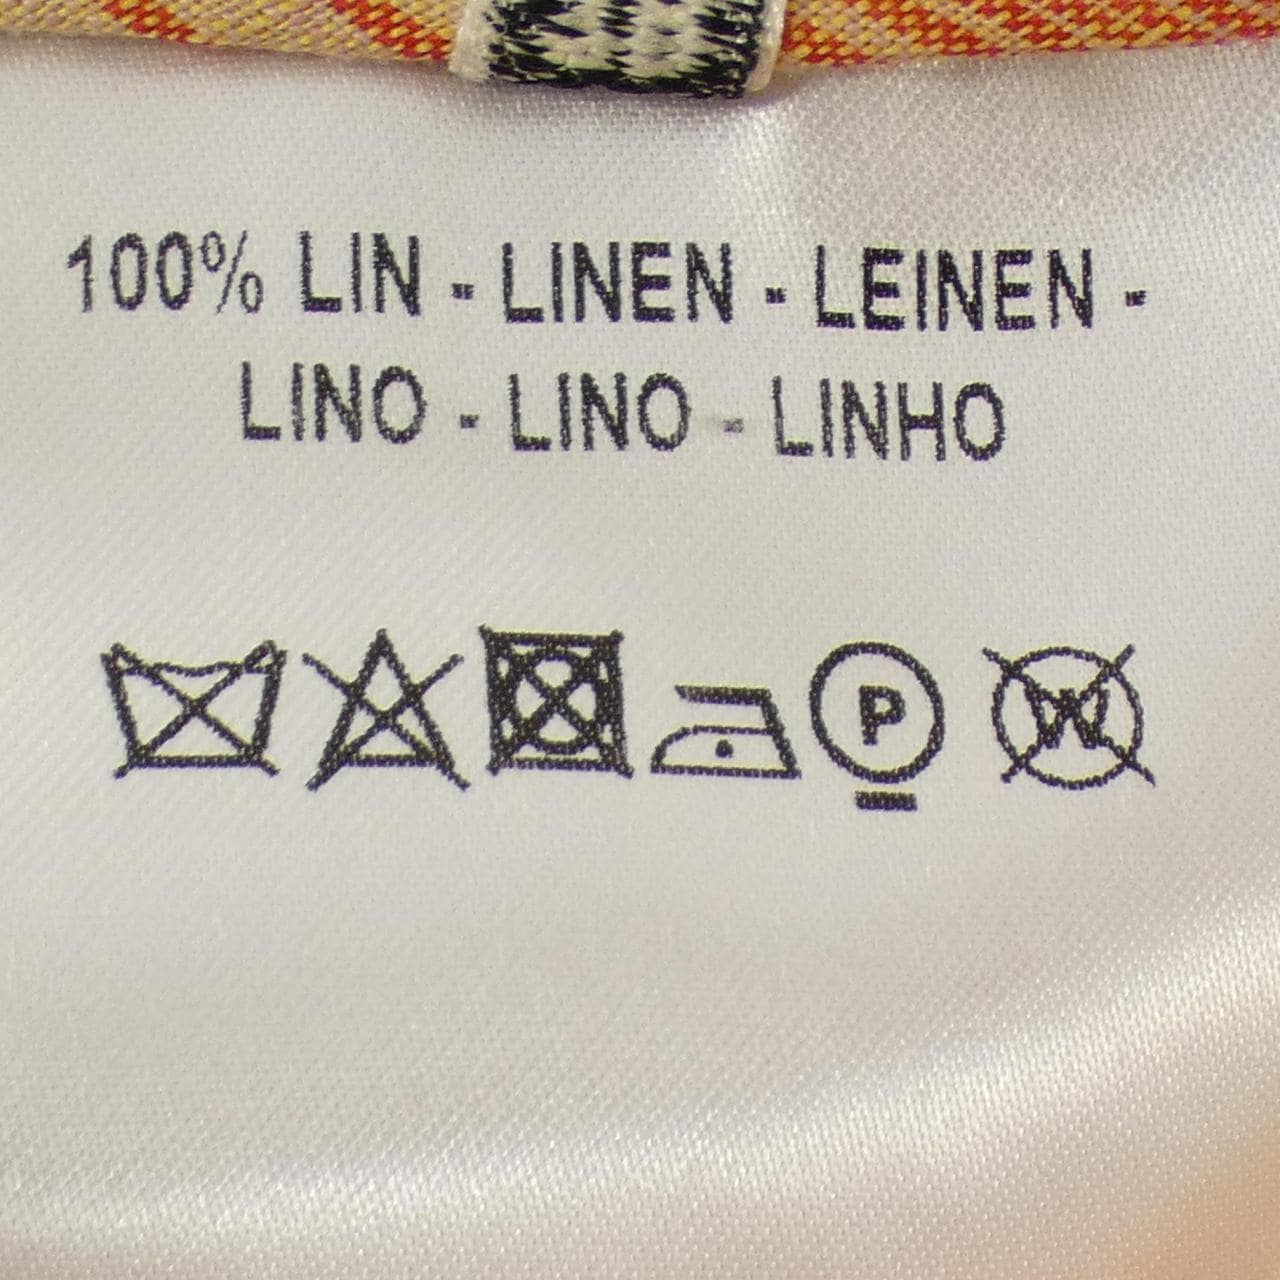 100% LIN - LINEN - LEINEN -
LINO - LINO - LINHO
P W